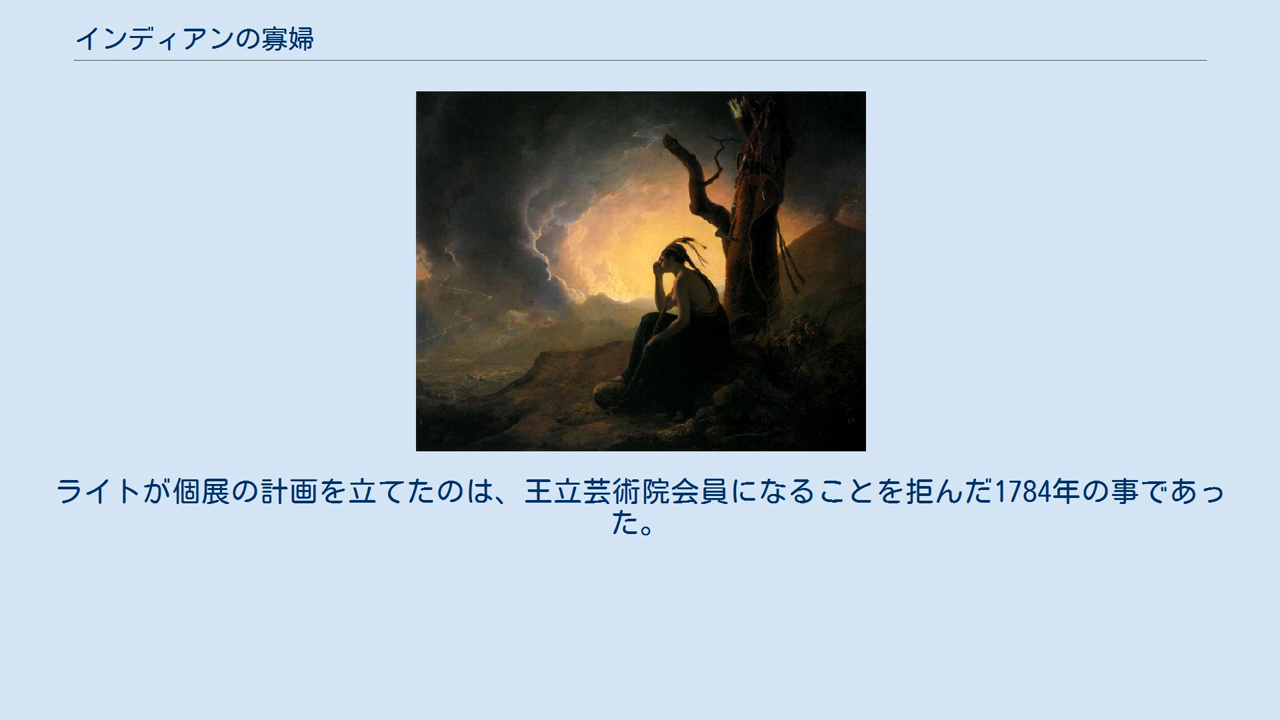 インディアンの寡婦
ライトが個展の計画を立てたのは、王立芸術院会員になることを拒んだ1784年の事であっ
た。